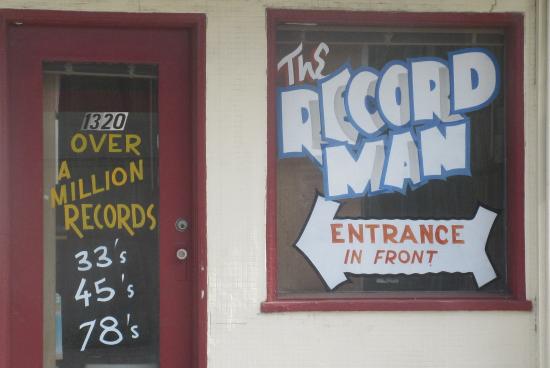 1320
OVER
A
MILLION
RECORDS
33's
45's
78's
THE
RECORD
MAN
ENTRANCE
IN FRONT